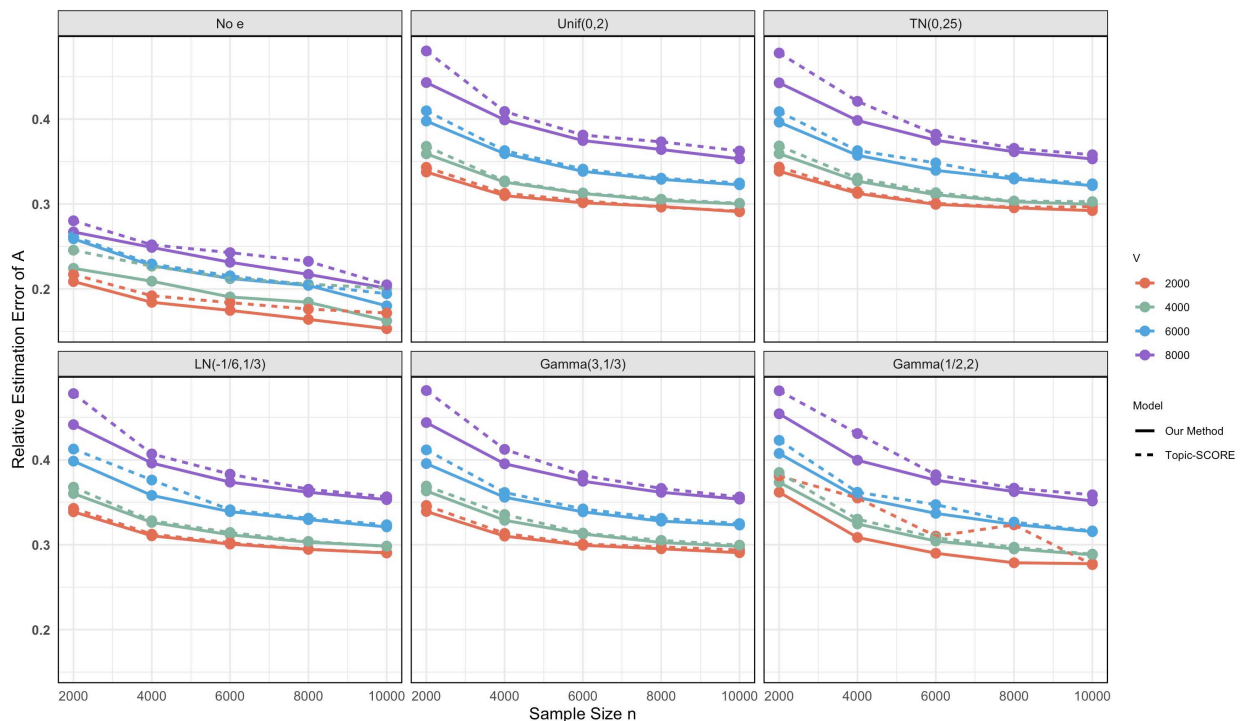 No e
Unif(0,2)
TN(0,25)
0.4
0.3
0.2
LN(-1/6,1/3)
Gamma(3,1/3)
Gamma(1/2,2)
0.4
0.3
0.2
Relative Estimation Error of A
2000 4000 6000 8000 10000
2000 4000 6000 8000 10000
2000 4000 6000 8000 10000
Sample Size n
V
2000
4000
6000
8000
Model
Our Method
Topic-SCORE